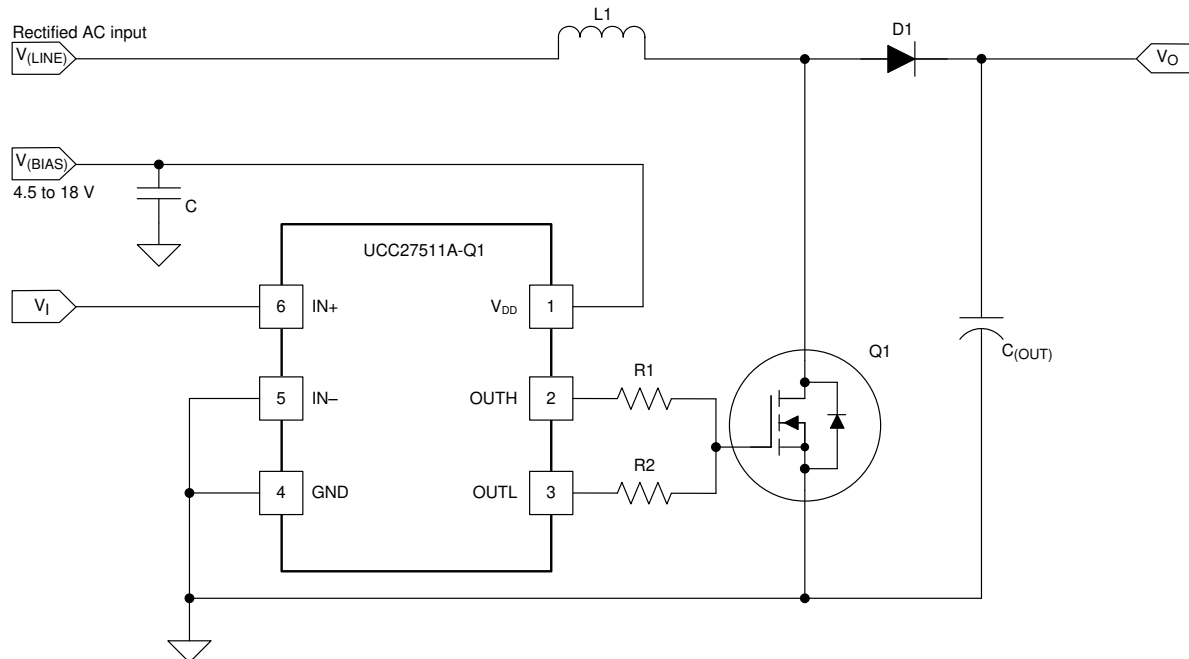 L1
D1
Rectified AC input
V(LINE)
VO
V(BIAS)
4.5 to 18 V
C
UCC27511A-Q1
VI
6 IN+
VDD 1
C(OUT)
Q1
R1
5 IN–
OUTH 2
R2
4 GND
OUTL 3